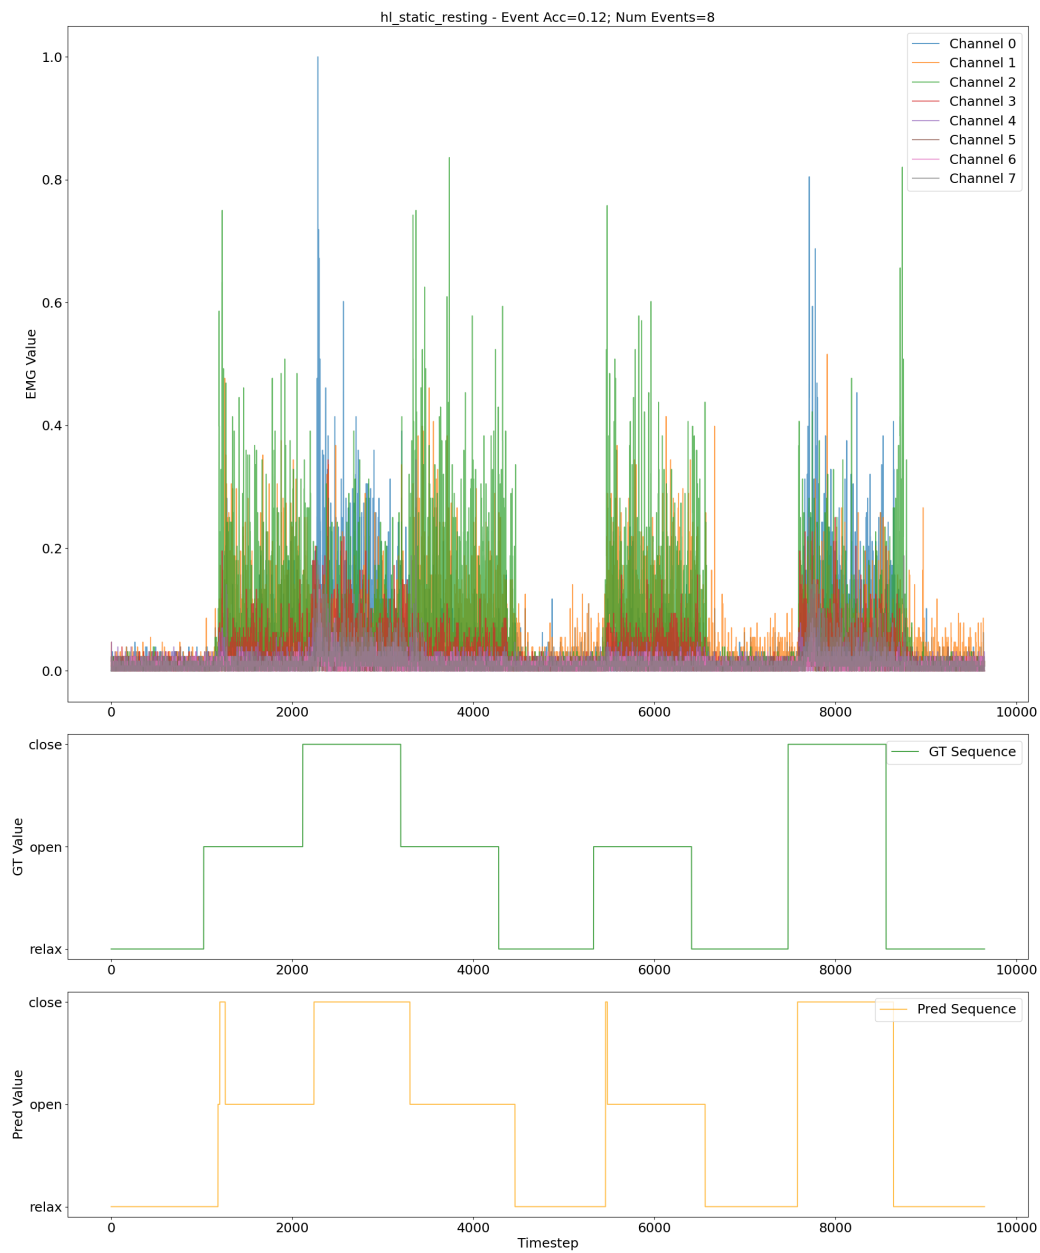 hl_static_resting - Event Acc=0.12; Num Events=8
1.0
0.8
0.6
0.4
0.2
0.0
EMG Value
Channel 0
Channel 1
Channel 2
Channel 3
Channel 4
Channel 5
Channel 6
Channel 7
0 2000 4000 6000 8000 10000
close
open
relax
GT Value
GT Sequence
0 2000 4000 6000 8000 10000
close
open
relax
Pred Value
Pred Sequence
0 2000 4000 6000 8000 10000
Timestep